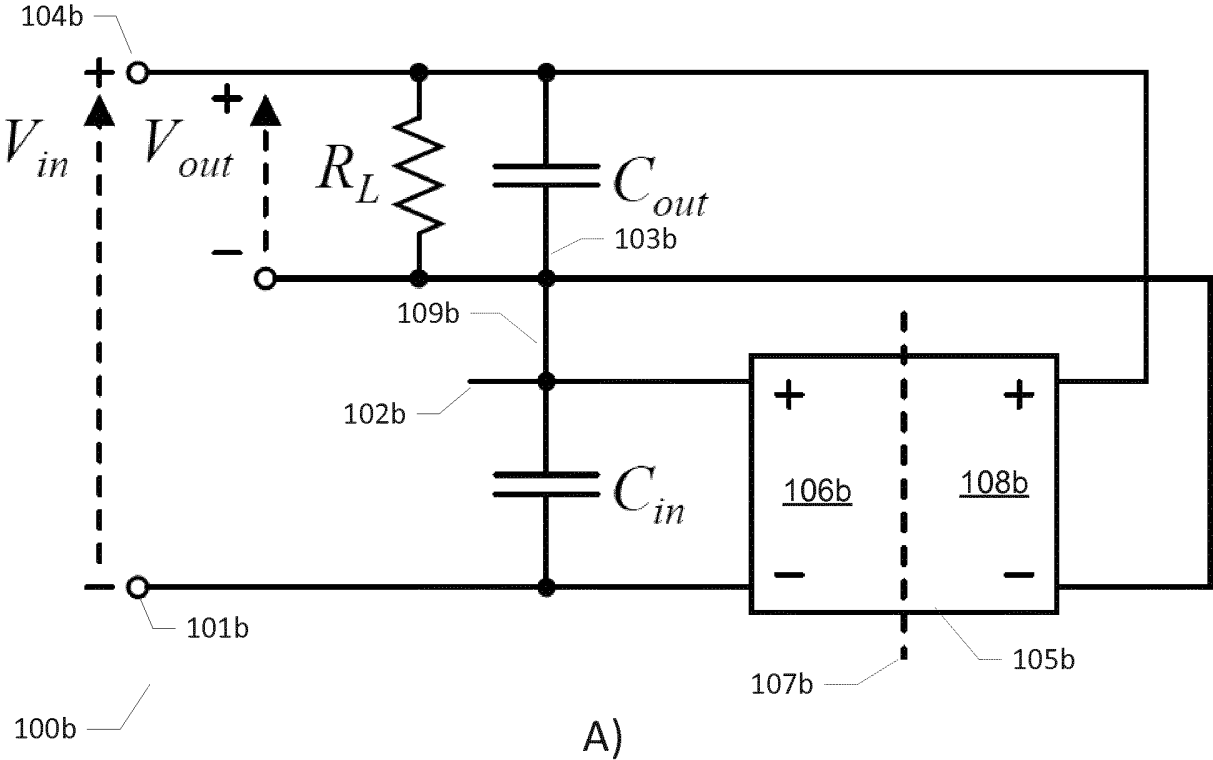 104b
+
+
V_in
V_out
R_L
C_out
−
103b
109b
102b
+
+
C_in
106b
108b
−
−
−
101b
105b
107b
100b
A)